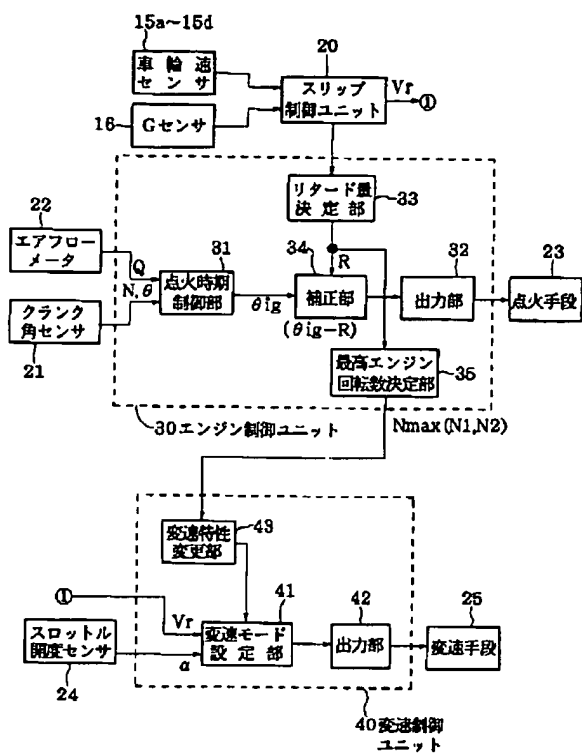 15a~15d
車輪速
センサ
16
Gセンサ
20
スリップ
制御ユニット
Vr
①
リタード量
決定部
33
22
エアフロー
メータ
Q
N,θ
クランク
角センサ
21
31
点火時期
制御部
θig
34
R
補正部
(θig-R)
32
出力部
23
点火手段
最高エンジン
回転数決定部
35
30エンジン制御ユニット
Nmax(N1,N2)
変速特性
変更部
43
①
Vr
スロットル
開度センサ
24
α
41
変速モード
設定部
42
出力部
25
変速手段
40変速制御
ユニット